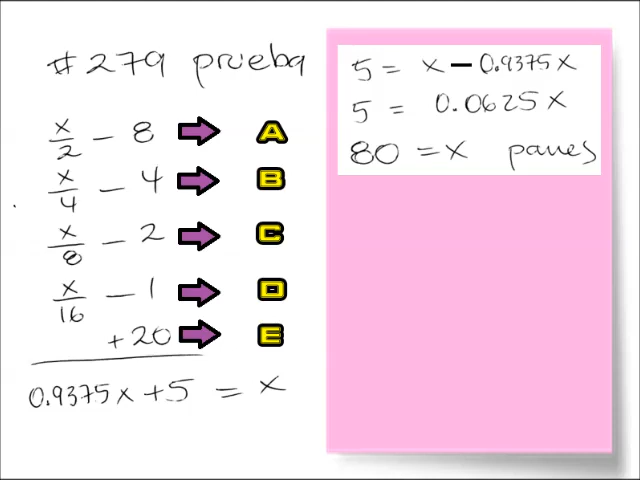 # 279 prueba
x/2 - 8 A
x/4 - 4 B
x/8 - 2 C
x/16 - 1 D
+20 E
0.9375x + 5 = x
5 = x - 0.9375x
5 = 0.0625x
80 = x panes